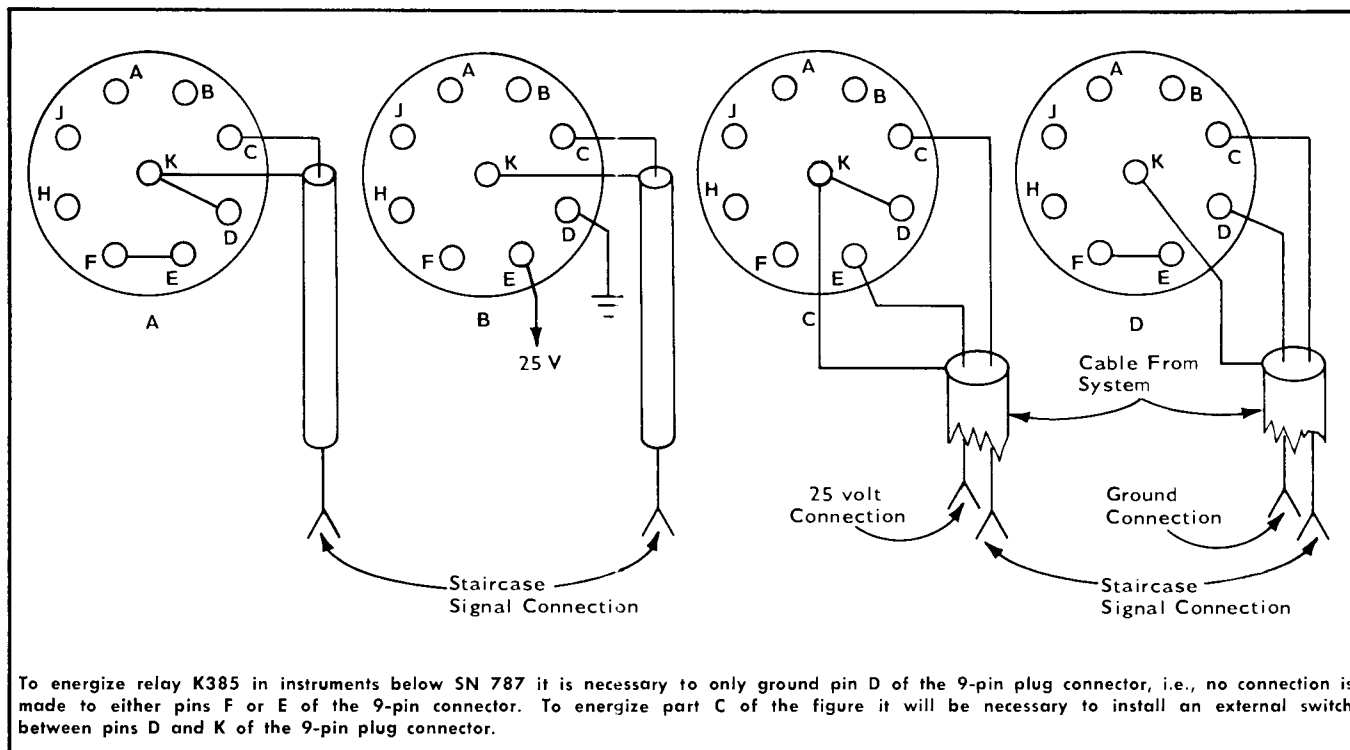 A
B
J
C
K
H
D
F
E
A
A
B
J
C
K
H
D
F
E
B
25 V
A
B
J
C
K
H
D
F
E
C
A
B
J
C
K
H
D
F
E
D
Cable From
System
25 volt
Connection
Ground
Connection
Staircase
Signal Connection
Staircase
Signal Connection
To energize relay K385 in instruments below SN 787 it is necessary to only ground pin D of the 9-pin plug connector, i.e., no connection is
made to either pins F or E of the 9-pin connector. To energize part C of the figure it will be necessary to install an external switch
between pins D and K of the 9-pin plug connector.